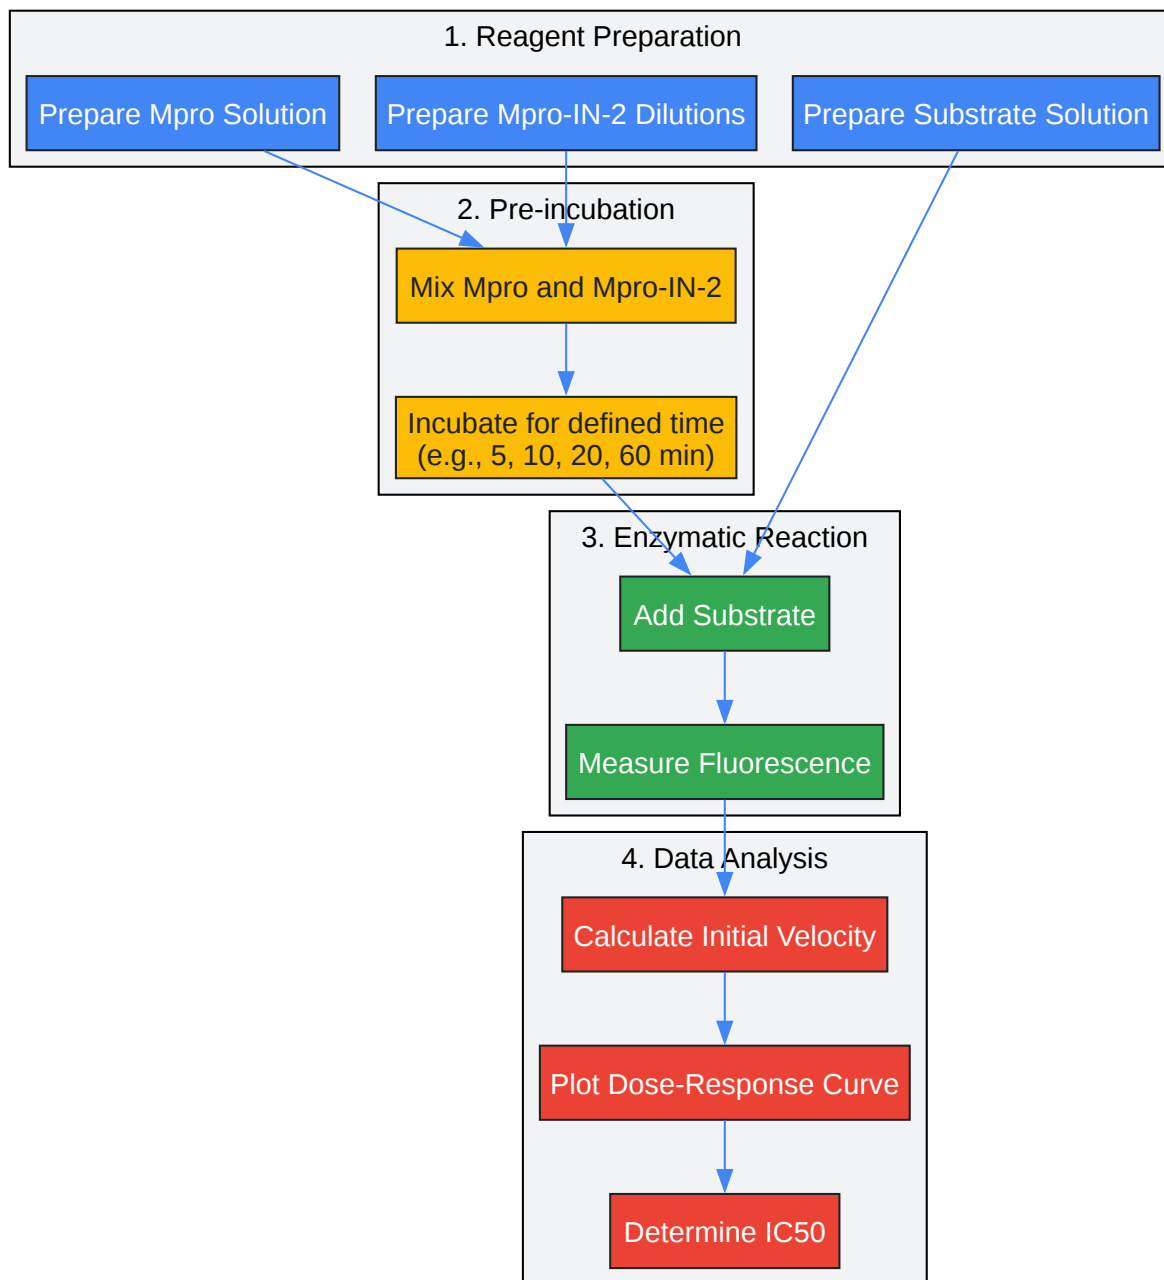 1. Reagent Preparation
Prepare Mpro Solution
Prepare Mpro-IN-2 Dilutions
Prepare Substrate Solution
2. Pre-incubation
Mix Mpro and Mpro-IN-2
Incubate for defined time
(e.g., 5, 10, 20, 60 min)
3. Enzymatic Reaction
Add Substrate
Measure Fluorescence
4. Data Analysis
Calculate Initial Velocity
Plot Dose-Response Curve
Determine IC50